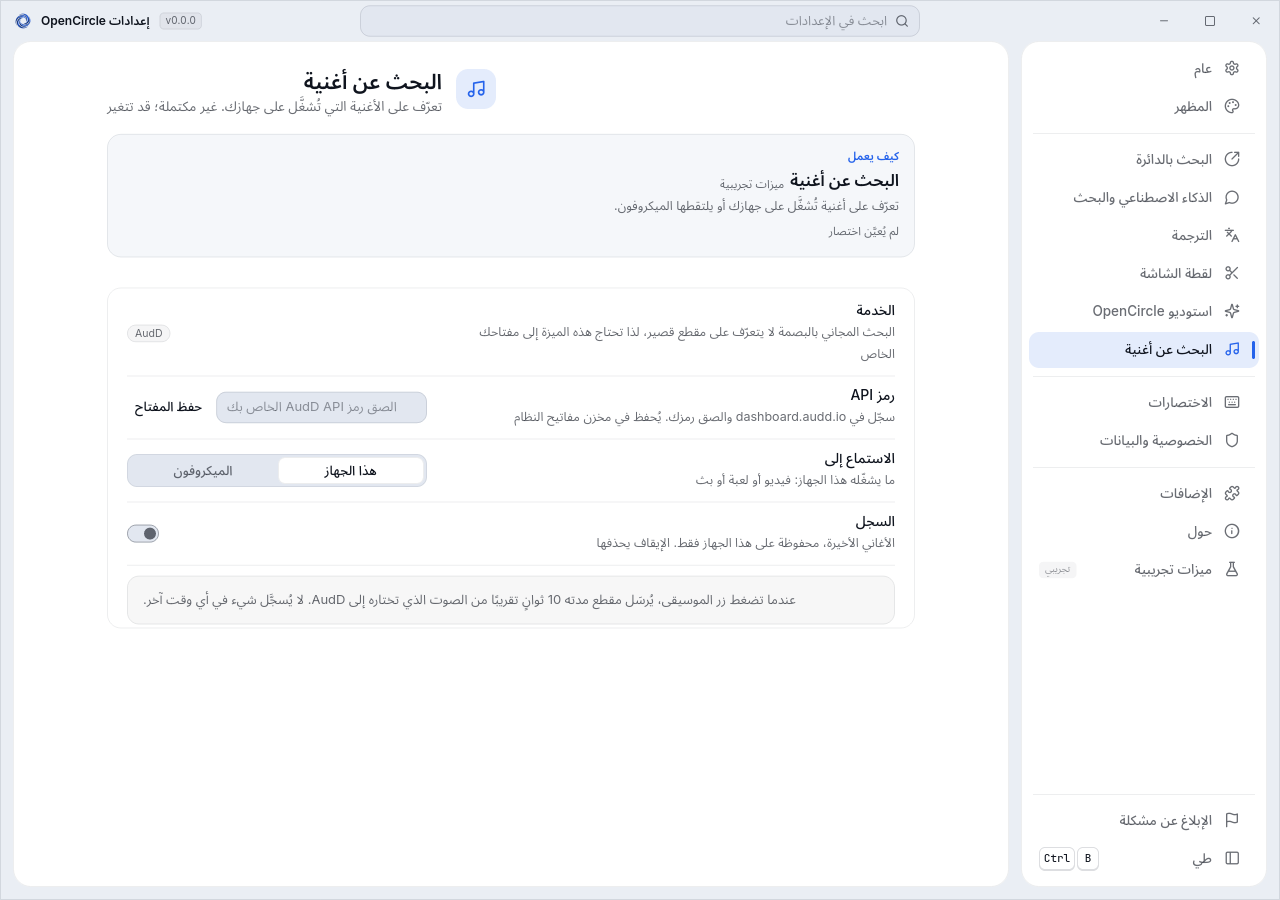 إعدادات OpenCircle
v0.0.0
ابحث في الإعدادات
عام
المظهر
البحث بالدائرة
الذكاء الاصطناعي والبحث
الترجمة
لقطة الشاشة
استوديو OpenCircle
البحث عن أغنية
الاختصارات
الخصوصية والبيانات
الإضافات
حول
ميزات تجريبية
تجريبي
الإبلاغ عن مشكلة
طي
Ctrl B
البحث عن أغنية
تعرّف على الأغنية التي تُشغَّل على جهازك. غير مكتملة؛ قد تتغير
كيف يعمل
البحث عن أغنية ميزات تجريبية
تعرّف على أغنية تُشغَّل على جهازك أو يلتقطها الميكروفون.
لم يُعيَّن اختصار
الخدمة
البحث المجاني بالبصمة لا يتعرّف على مقطع قصير، لذا تحتاج هذه الميزة إلى مفتاحك
الخاص
AudD
رمز API
سجّل في dashboard.audd.io والصق رمزك. يُحفظ في مخزن مفاتيح النظام
الصق رمز AudD API الخاص بك
حفظ المفتاح
الاستماع إلى
ما يشغّله هذا الجهاز: فيديو أو لعبة أو بث
هذا الجهاز
الميكروفون
السجل
الأغاني الأخيرة، محفوظة على هذا الجهاز فقط. الإيقاف يحذفها
عندما تضغط زر الموسيقى، يُرسَل مقطع مدته 10 ثوانٍ تقريبًا من الصوت الذي تختاره إلى AudD. لا يُسجَّل شيء في أي وقت آخر.